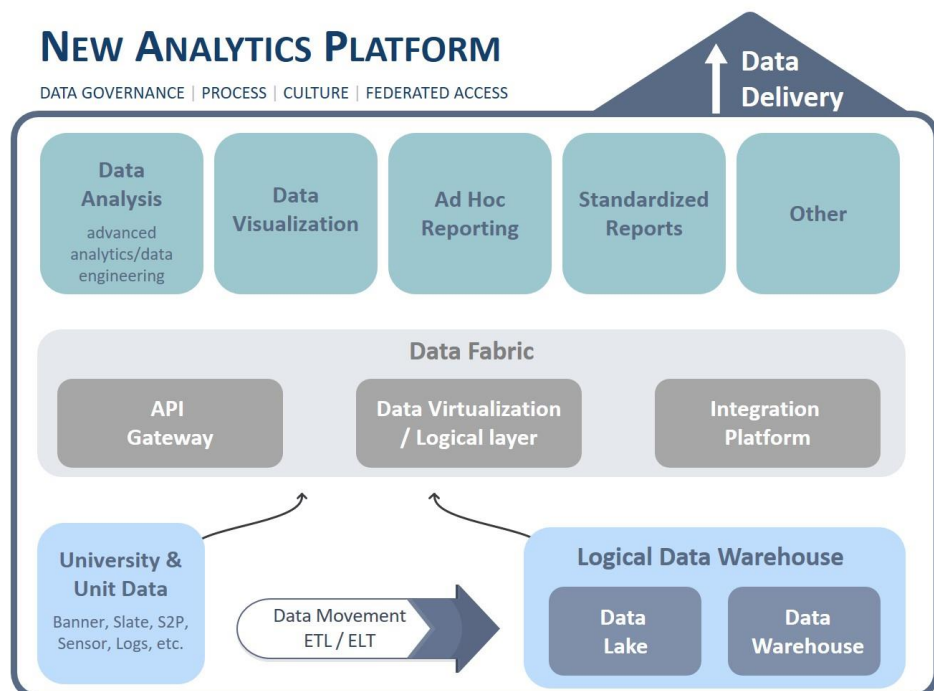 NEW ANALYTICS PLATFORM
DATA GOVERNANCE | PROCESS | CULTURE | FEDERATED ACCESS
Data
Delivery
Data
Analysis
advanced
analytics/data
engineering
Data
Visualization
Ad Hoc
Reporting
Standardized
Reports
Other
Data Fabric
API
Gateway
Data Virtualization
/ Logical layer
Integration
Platform
University &
Unit Data
Banner, Slate, S2P,
Sensor, Logs, etc.
Data Movement
ETL / ELT
Logical Data Warehouse
Data
Lake
Data
Warehouse